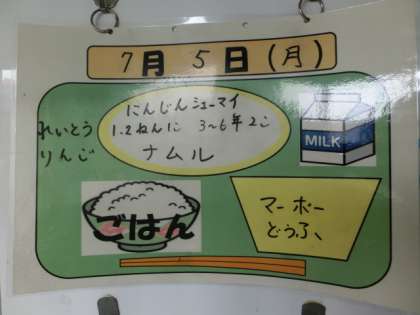 7月5日(月)
にんじんシューマイ
1.2ねんに 3~6年2こ
ナムル
れいとう
りんご
MILK
ごはん
マーボー
どうふ、